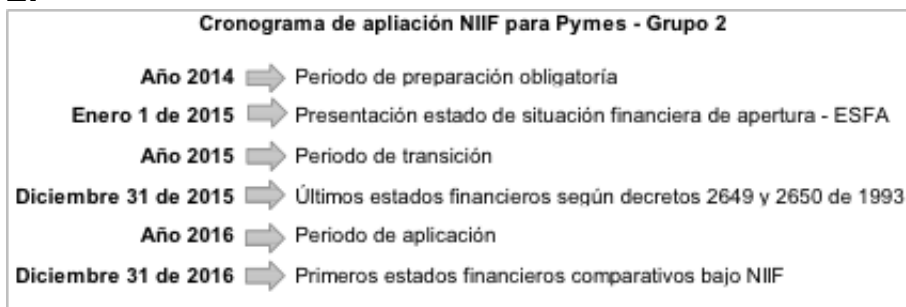 Cronograma de apliación NIIF para Pymes - Grupo 2
Año 2014 Periodo de preparación obligatoría
Enero 1 de 2015 Presentación estado de situación financiera de apertura - ESFA
Año 2015 Periodo de transición
Diciembre 31 de 2015 Últimos estados financieros según decretos 2649 y 2650 de 1993
Año 2016 Periodo de aplicación
Diciembre 31 de 2016 Primeros estados financieros comparativos bajo NIIF